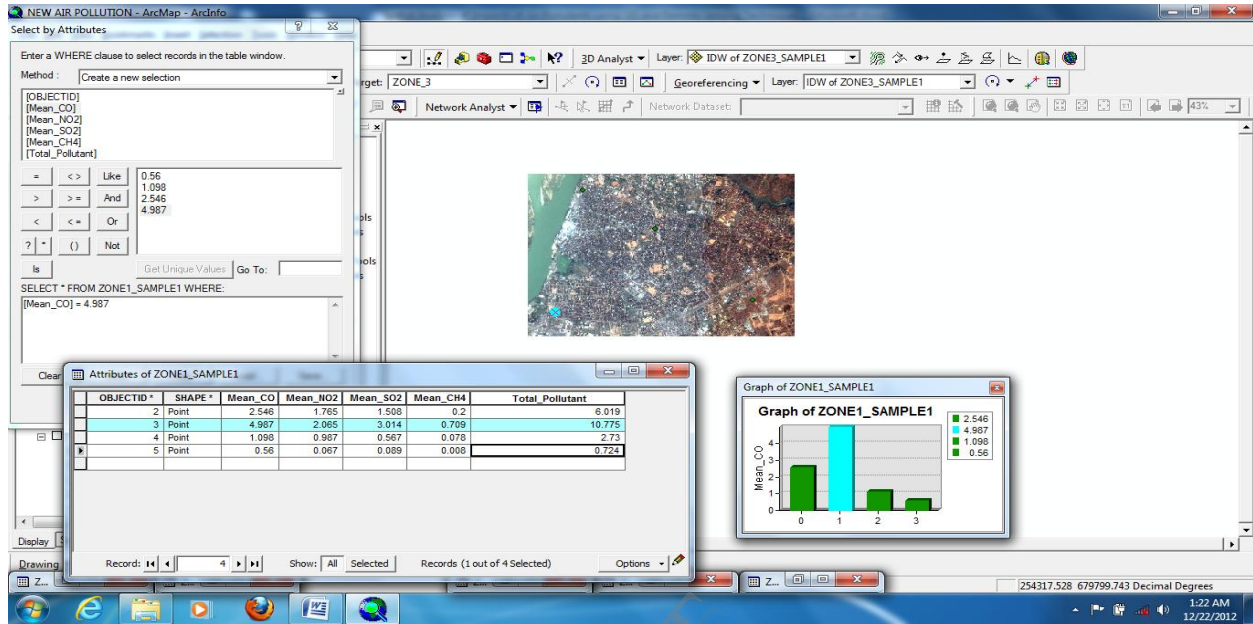 NEW AIR POLLUTION - ArcMap - ArcInfo
Select by Attributes
Enter a WHERE clause to select records in the table window.
Method : Create a new selection
[OBJECTID]
[Mean_CO]
[Mean_NO2]
[Mean_SO2]
[Mean_CH4]
[Total_Pollutant]
= < > Like
> > = And
< < = Or
? * () Not
Is
0.56
1.098
2.546
4.987
Get Unique Values Go To:
SELECT * FROM ZONE1_SAMPLE1 WHERE:
[Mean_CO] = 4.987
Clear
3D Analyst Layer: IDW of ZONE3_SAMPLE1
rget: ZONE_3 Georeferencing Layer: IDW of ZONE3_SAMPLE1
Network Analyst Network Dataset: 43%
ols
s
ools
s
Attributes of ZONE1_SAMPLE1
OBJECTID * SHAPE * Mean_CO Mean_NO2 Mean_SO2 Mean_CH4 Total_Pollutant
2 Point 2.546 1.765 1.508 0.2 6.019
3 Point 4.987 2.065 3.014 0.709 10.775
4 Point 1.098 0.987 0.567 0.078 2.73
5 Point 0.56 0.067 0.089 0.008 0.724
Record: 4 Show: All Selected Records (1 out of 4 Selected) Options
Graph of ZONE1_SAMPLE1
Graph of ZONE1_SAMPLE1
2.546
4.987
1.098
0.56
Mean_CO
4
3
2
1
0
0 1 2 3
Display S
Drawing
Z...
Z...
254317.528 679799.743 Decimal Degrees
1:22 AM
12/22/2012